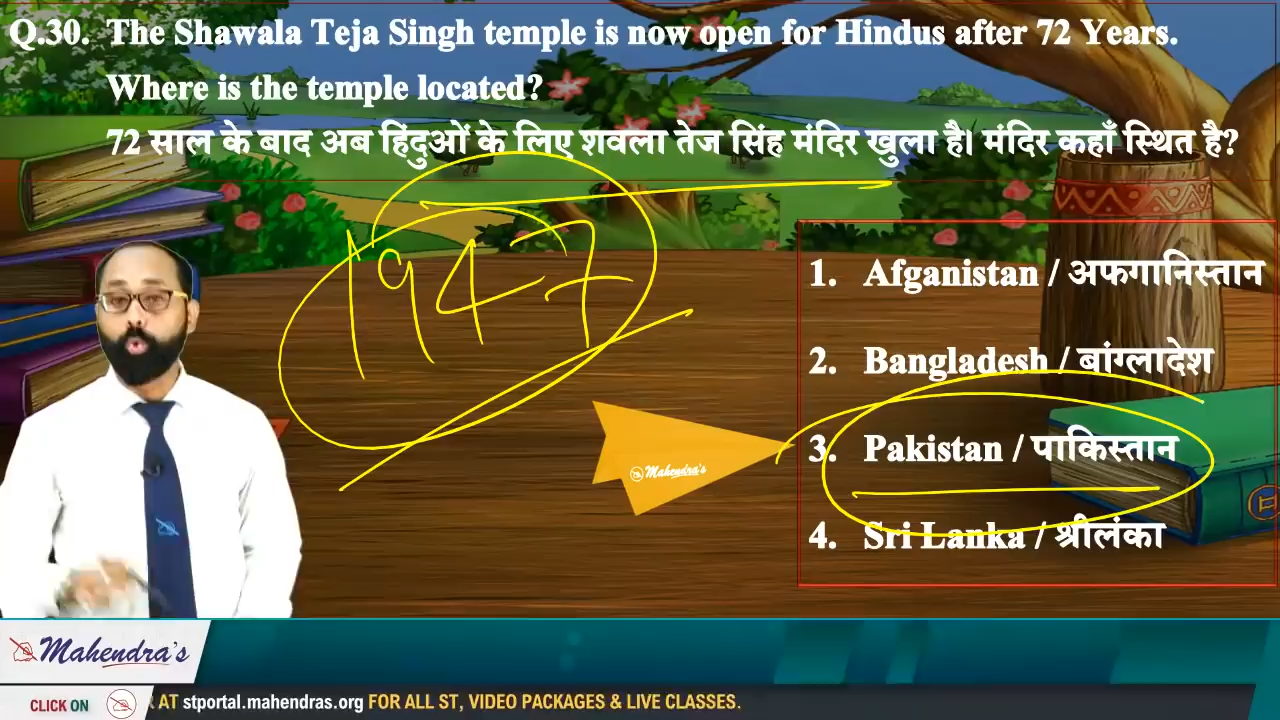 Q.30. The Shawala Teja Singh temple is now open for Hindus after 72 Years.
Where is the temple located?
72 साल के बाद अब हिंदुओं के लिए शवला तेज सिंह मंदिर खुला है। मंदिर कहाँ स्थित है?
1947
1. Afganistan / अफगानिस्तान
2. Bangladesh / बांग्लादेश
3. Pakistan / पाकिस्तान
4. Sri Lanka / श्रीलंका
Mahendra's
Mahendra's
CLICK ON
AT stportal.mahendras.org FOR ALL ST, VIDEO PACKAGES & LIVE CLASSES.